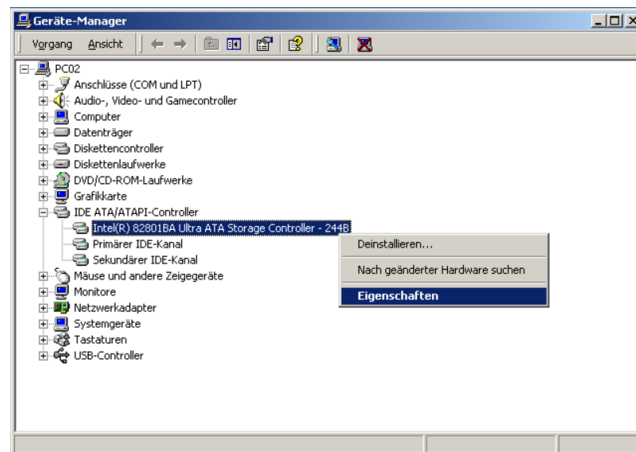 Geräte-Manager
Vorgang Ansicht
PC02
Anschlüsse (COM und LPT)
Audio-, Video- und Gamecontroller
Computer
Datenträger
Diskettencontroller
Diskettenlaufwerke
DVD/CD-ROM-Laufwerke
Grafikkarte
IDE ATA/ATAPI-Controller
Intel(R) 82801BA Ultra ATA Storage Controller - 244B
Primärer IDE-Kanal
Sekundärer IDE-Kanal
Mäuse und andere Zeigegeräte
Monitore
Netzwerkadapter
Systemgeräte
Tastaturen
USB-Controller
Deinstallieren...
Nach geänderter Hardware suchen
Eigenschaften